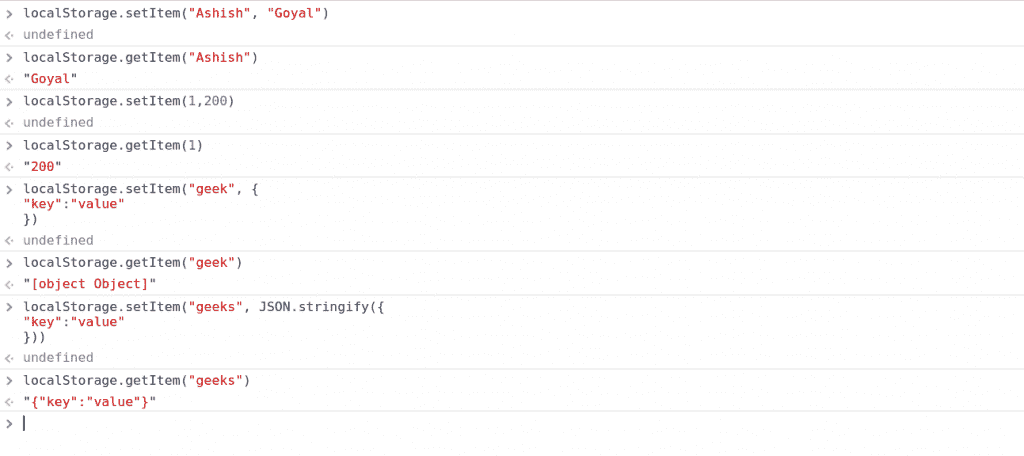 localStorage.setItem("Ashish", "Goyal")
undefined
localStorage.getItem("Ashish")
"Goyal"
localStorage.setItem(1,200)
undefined
localStorage.getItem(1)
"200"
localStorage.setItem("geek", {
"key":"value"
})
undefined
localStorage.getItem("geek")
"[object Object]"
localStorage.setItem("geeks", JSON.stringify({
"key":"value"
}))
undefined
localStorage.getItem("geeks")
"{"key":"value"}"